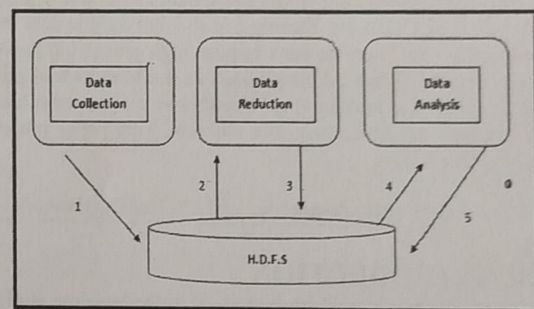 Data
Collection
Data
Reduction
Data
Analysis
1
2
3
4
5
H.D.F.S